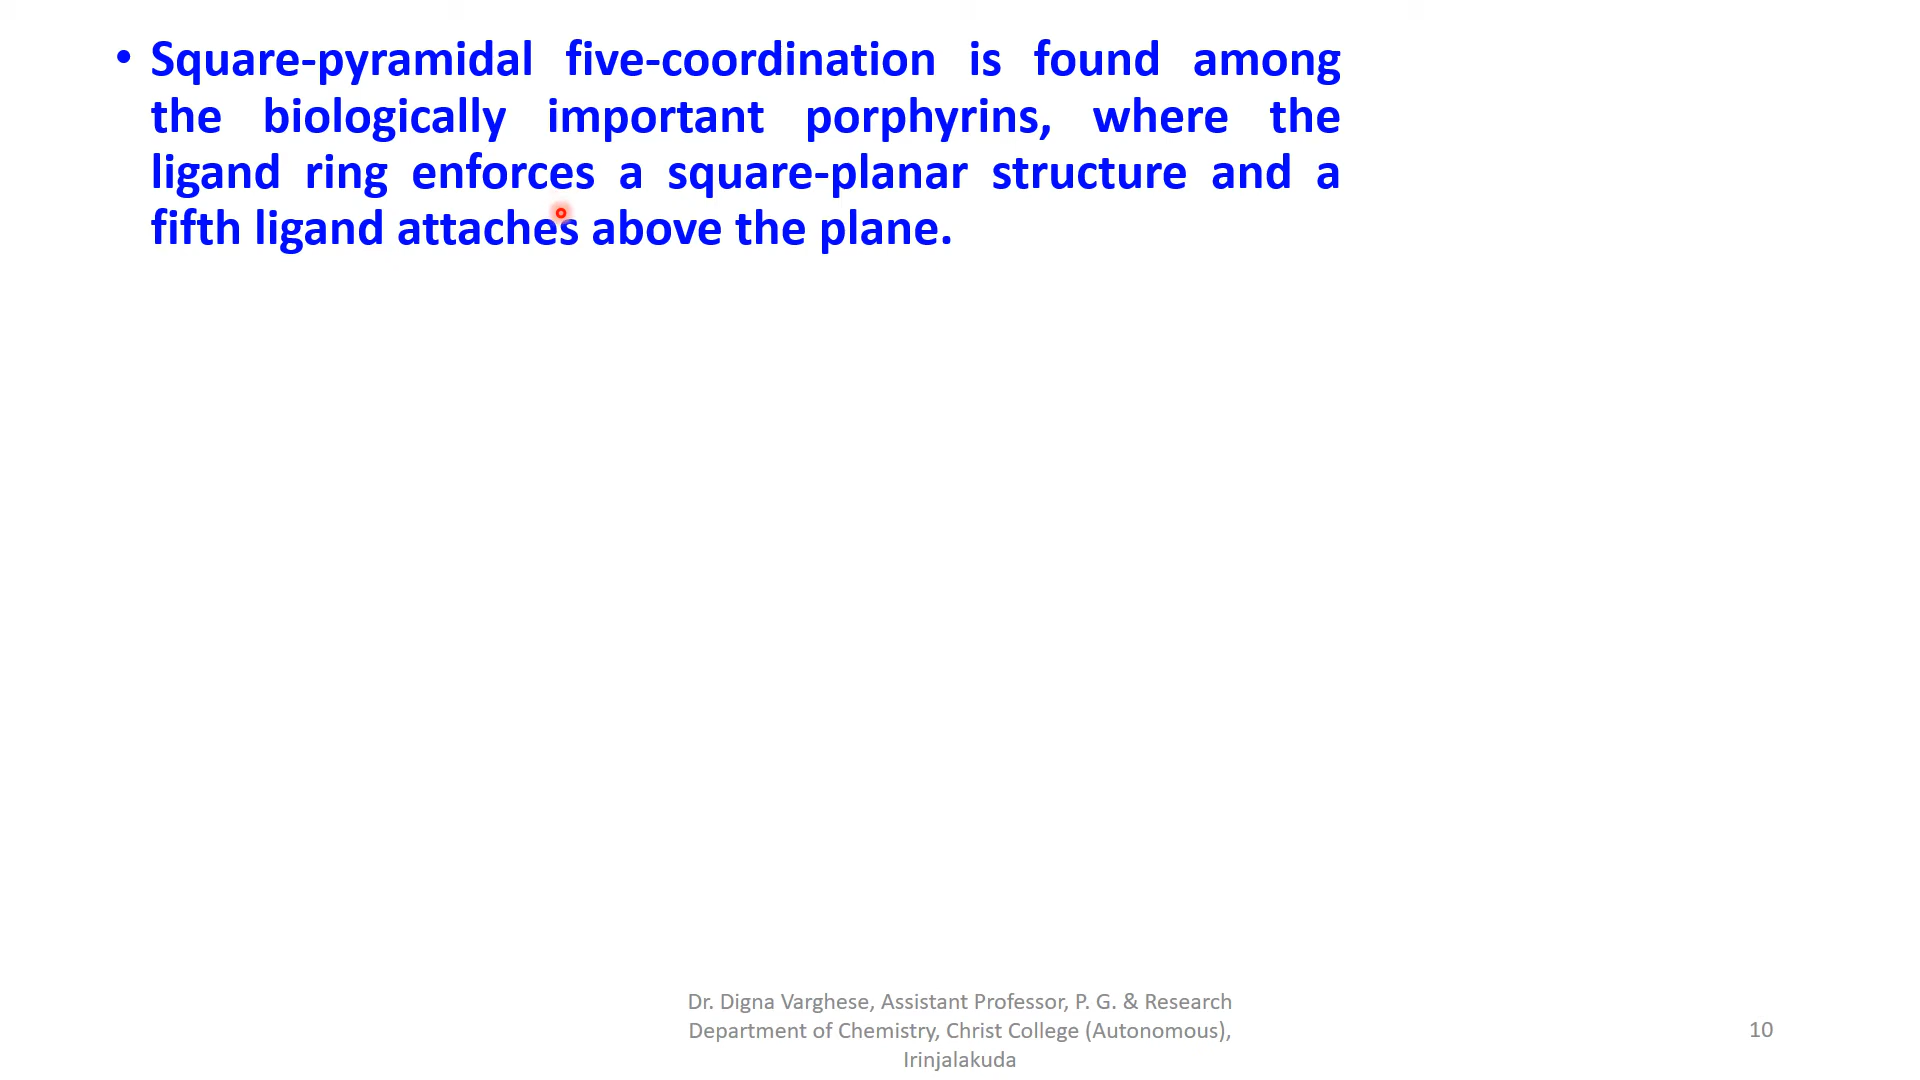 • Square-pyramidal five-coordination is found among
the biologically important porphyrins, where the
ligand ring enforces a square-planar structure and a
fifth ligand attaches above the plane.
Dr. Digna Varghese, Assistant Professor, P. G. & Research
Department of Chemistry, Christ College (Autonomous),
Irinjalakuda
10